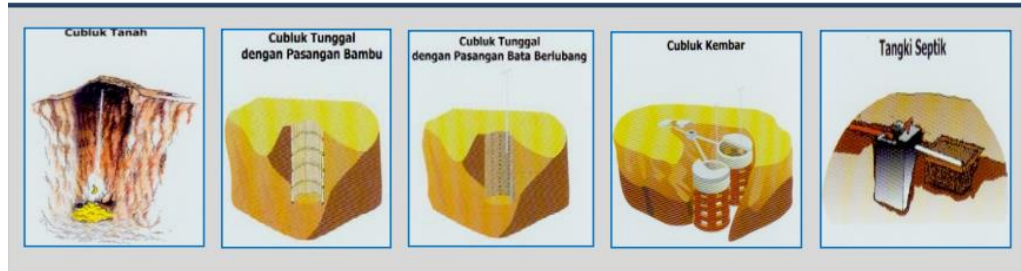 Cubluk Tanah
Cubluk Tunggal
dengan Pasangan Bambu
Cubluk Tunggal
dengan Pasangan Bata Berlubang
Cubluk Kembar
Tangki Septik